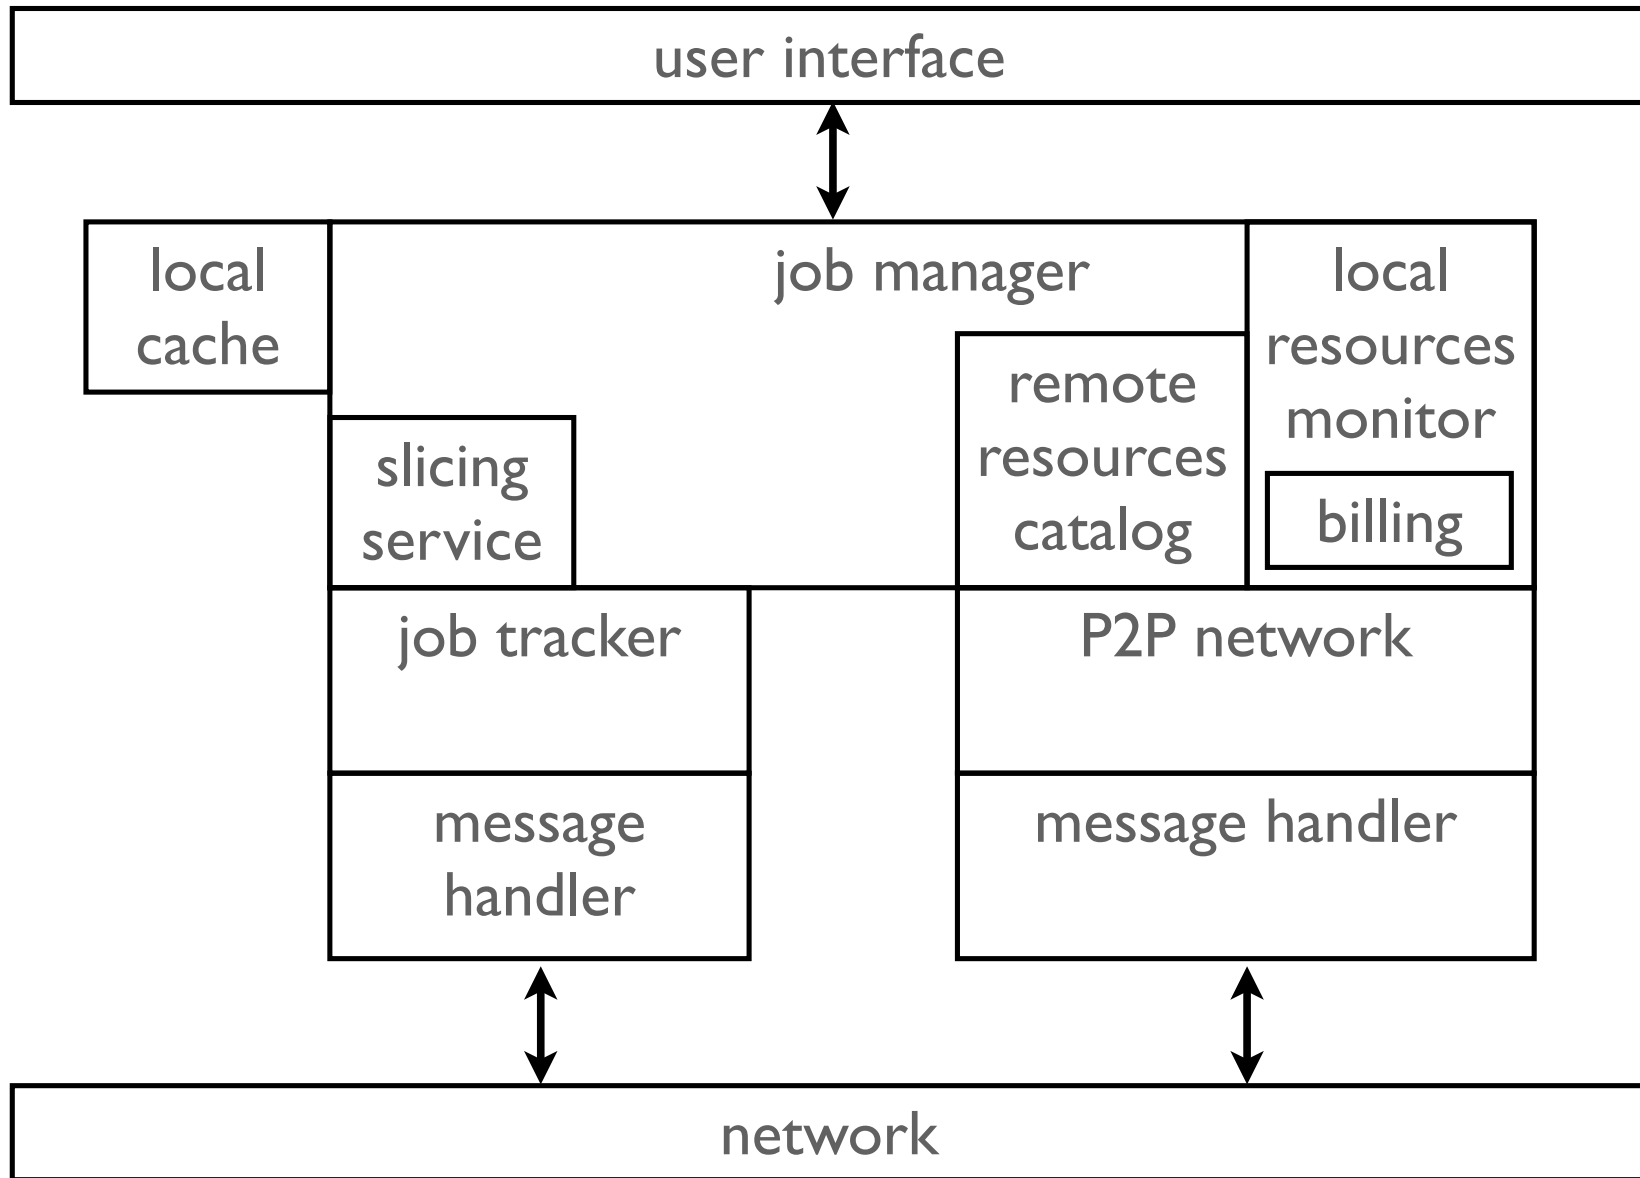 user interface
local
cache
job manager
local
resources
monitor
billing
remote
resources
catalog
slicing
service
job tracker
P2P network
message
handler
message handler
network